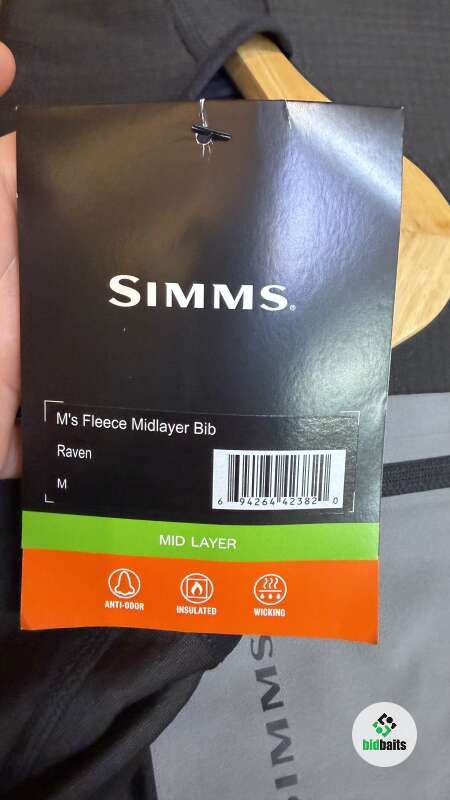 SIMMS®
M's Fleece Midlayer Bib
Raven
M
6 94264 42382 0
MID LAYER
ANTI-ODOR
INSULATED
WICKING
SIMMS
bidbaits